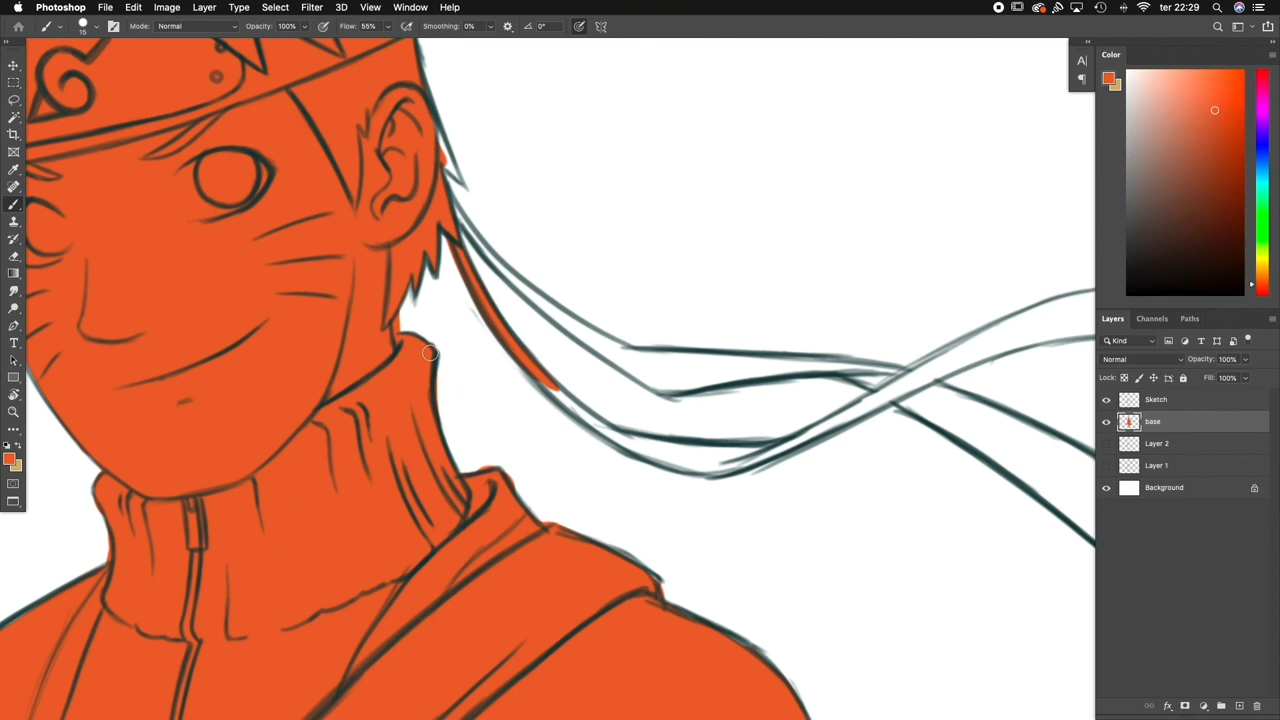 Photoshop File Edit Image Layer Type Select Filter 3D View Window Help ter 22:29
15 Mode: Normal Opacity: 100% Flow: 55% Smoothing: 0% 0°
Color
Layers Channels Paths
Kind
Normal Opacity: 100%
Lock: Fill: 100%
Sketch
base
Layer 2
Layer 1
Background